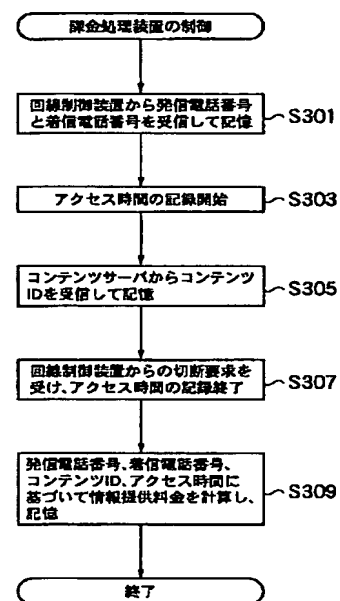 課金処理装置の制御
回線制御装置から発信電話番号
と着信電話番号を受信して記憶
S301
アクセス時間の記録開始
S303
コンテンツサーバからコンテンツ
IDを受信して記憶
S305
回線制御装置からの切断要求を
受け、アクセス時間の記録終了
S307
発信電話番号、着信電話番号、
コンテンツID、アクセス時間に
基づいて情報提供料金を計算し、
記憶
S309
終了